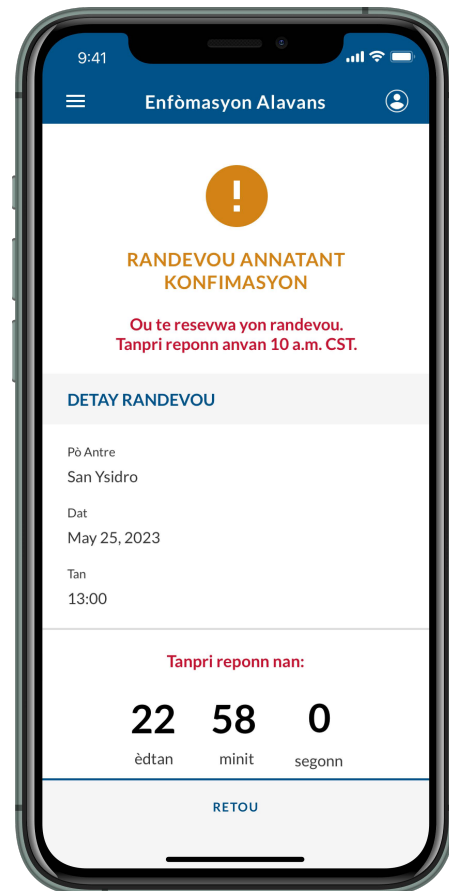 9:41
Enfòmasyon Alavans
RANDEVOU ANNATANT
KONFIMASYON
Ou te resevwa yon randevou.
Tanpri reponn anvan 10 a.m. CST.
DETAY RANDEVOU
Pò Antre
San Ysidro
Dat
May 25, 2023
Tan
13:00
Tanpri reponn nan:
22 58 0
èdtan minit segonn
RETOU